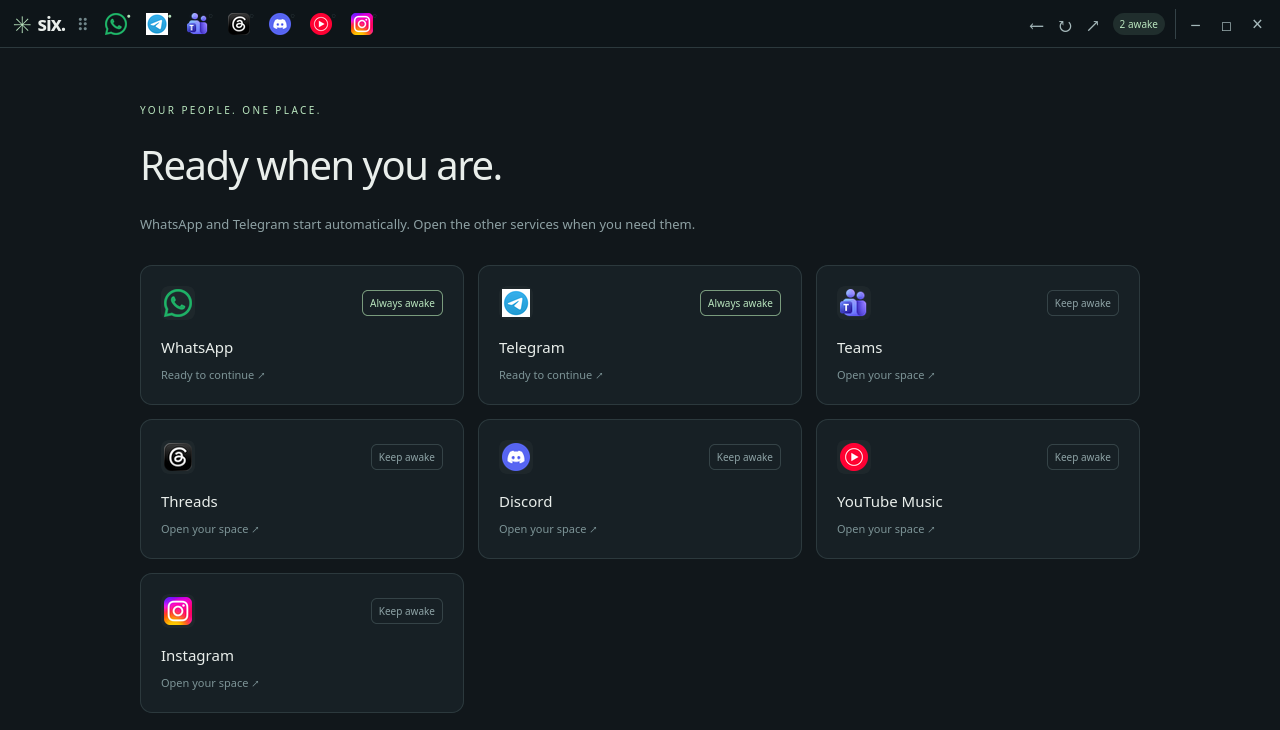 six.
2 awake
YOUR PEOPLE. ONE PLACE.
Ready when you are.
WhatsApp and Telegram start automatically. Open the other services when you need them.
Always awake
WhatsApp
Ready to continue ↗
Always awake
Telegram
Ready to continue ↗
Keep awake
Teams
Open your space ↗
Keep awake
Threads
Open your space ↗
Keep awake
Discord
Open your space ↗
Keep awake
YouTube Music
Open your space ↗
Keep awake
Instagram
Open your space ↗